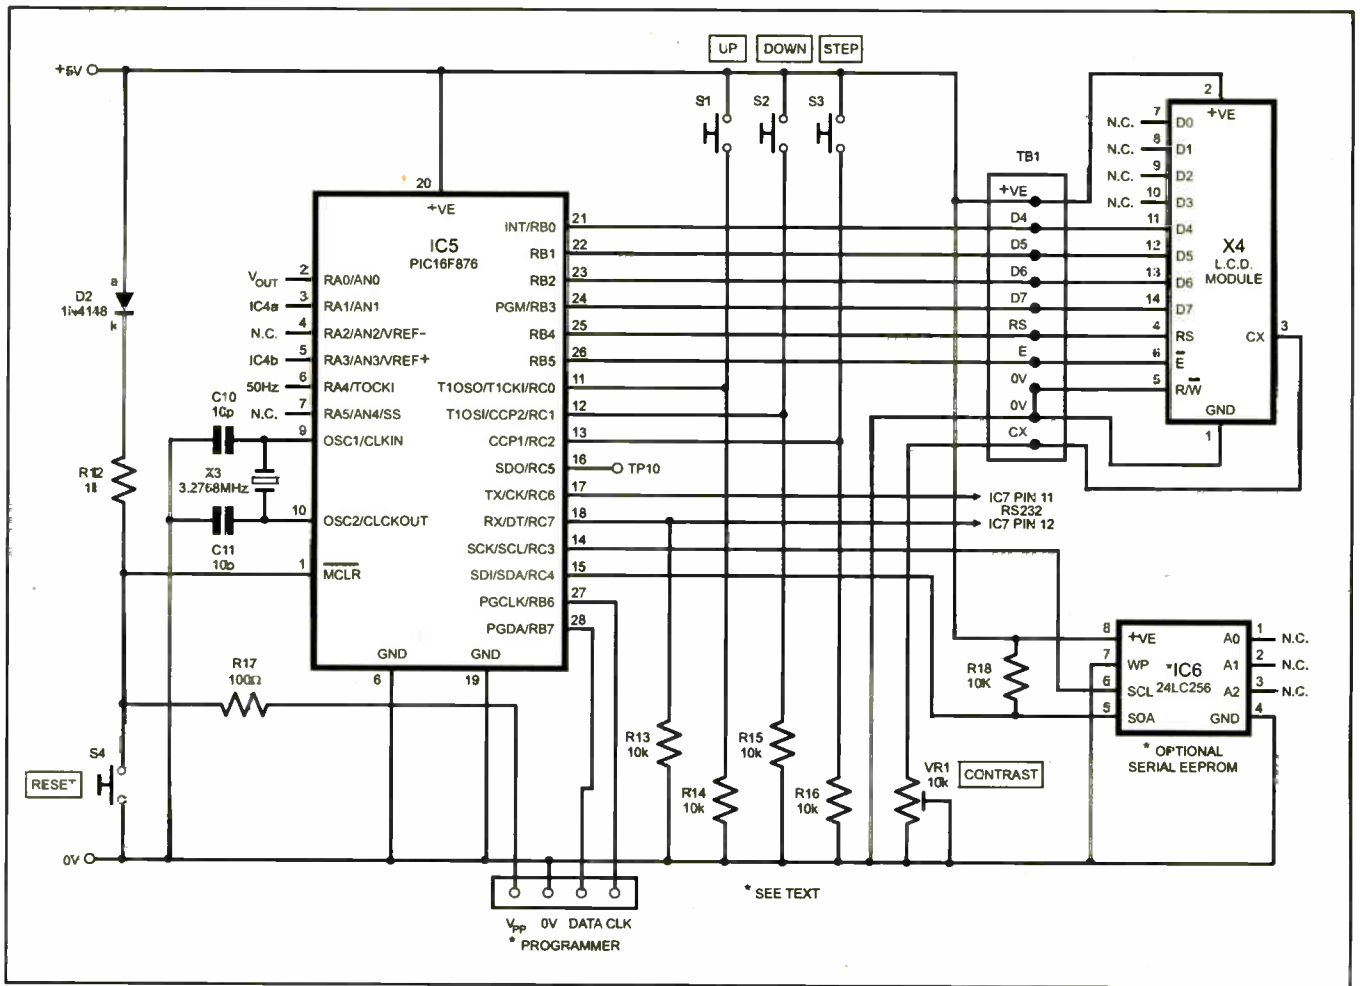 UP DOWN STEP
+5V
S1 S2 S3
2
+VE
7 N.C. D0
8 N.C. D1
9 N.C. D2
10 N.C. D3
11 D4
12 D5
13 D6
14 D7
4 RS
6 E
5 R/W
GND
1
X4
L.C.D.
MODULE
CX 3
TB1
+VE
D4
D5
D6
D7
RS
E
0V
0V
CX
20
+VE
IC5
PIC16F876
VOUT 2 RA0/AN0
IC4a 3 RA1/AN1
N.C. 4 RA2/AN2/VREF-
IC4b 5 RA3/AN3/VREF+
50Hz 6 RA4/TOCKI
N.C. 7 RA5/AN4/SS
9 OSC1/CLKIN
10 OSC2/CLCKOUT
1 MCLR
INT/RB0 21
RB1 22
RB2 23
PGM/RB3 24
RB4 25
RB5 26
T1OSO/T1CKI/RC0 11
T1OSI/CCP2/RC1 12
CCP1/RC2 13
SDO/RC5 16 TP10
TX/CK/RC6 17
RX/DT/RC7 18
SCK/SCL/RC3 14
SDI/SDA/RC4 15
PGCLK/RB6 27
PGDA/RB7 28
GND GND
6 19
IC7 PIN 11
RS232
IC7 PIN 12
a
D2
1N4148
k
C10
10p
X3
3.2768MHz
C11
10p
R12
1k
R17
100Ω
S4
RESET
0V
R13
10k
R14
10k
R15
10k
R16
10k
VR1
10k
CONTRAST
R18
10K
8 +VE
7 WP
6 SCL
5 SOA
*IC6
24LC256
A0 1 N.C.
A1 2 N.C.
A2 3 N.C.
GND 4
* OPTIONAL
SERIAL EEPROM
* SEE TEXT
VPP 0V DATA CLK
* PROGRAMMER